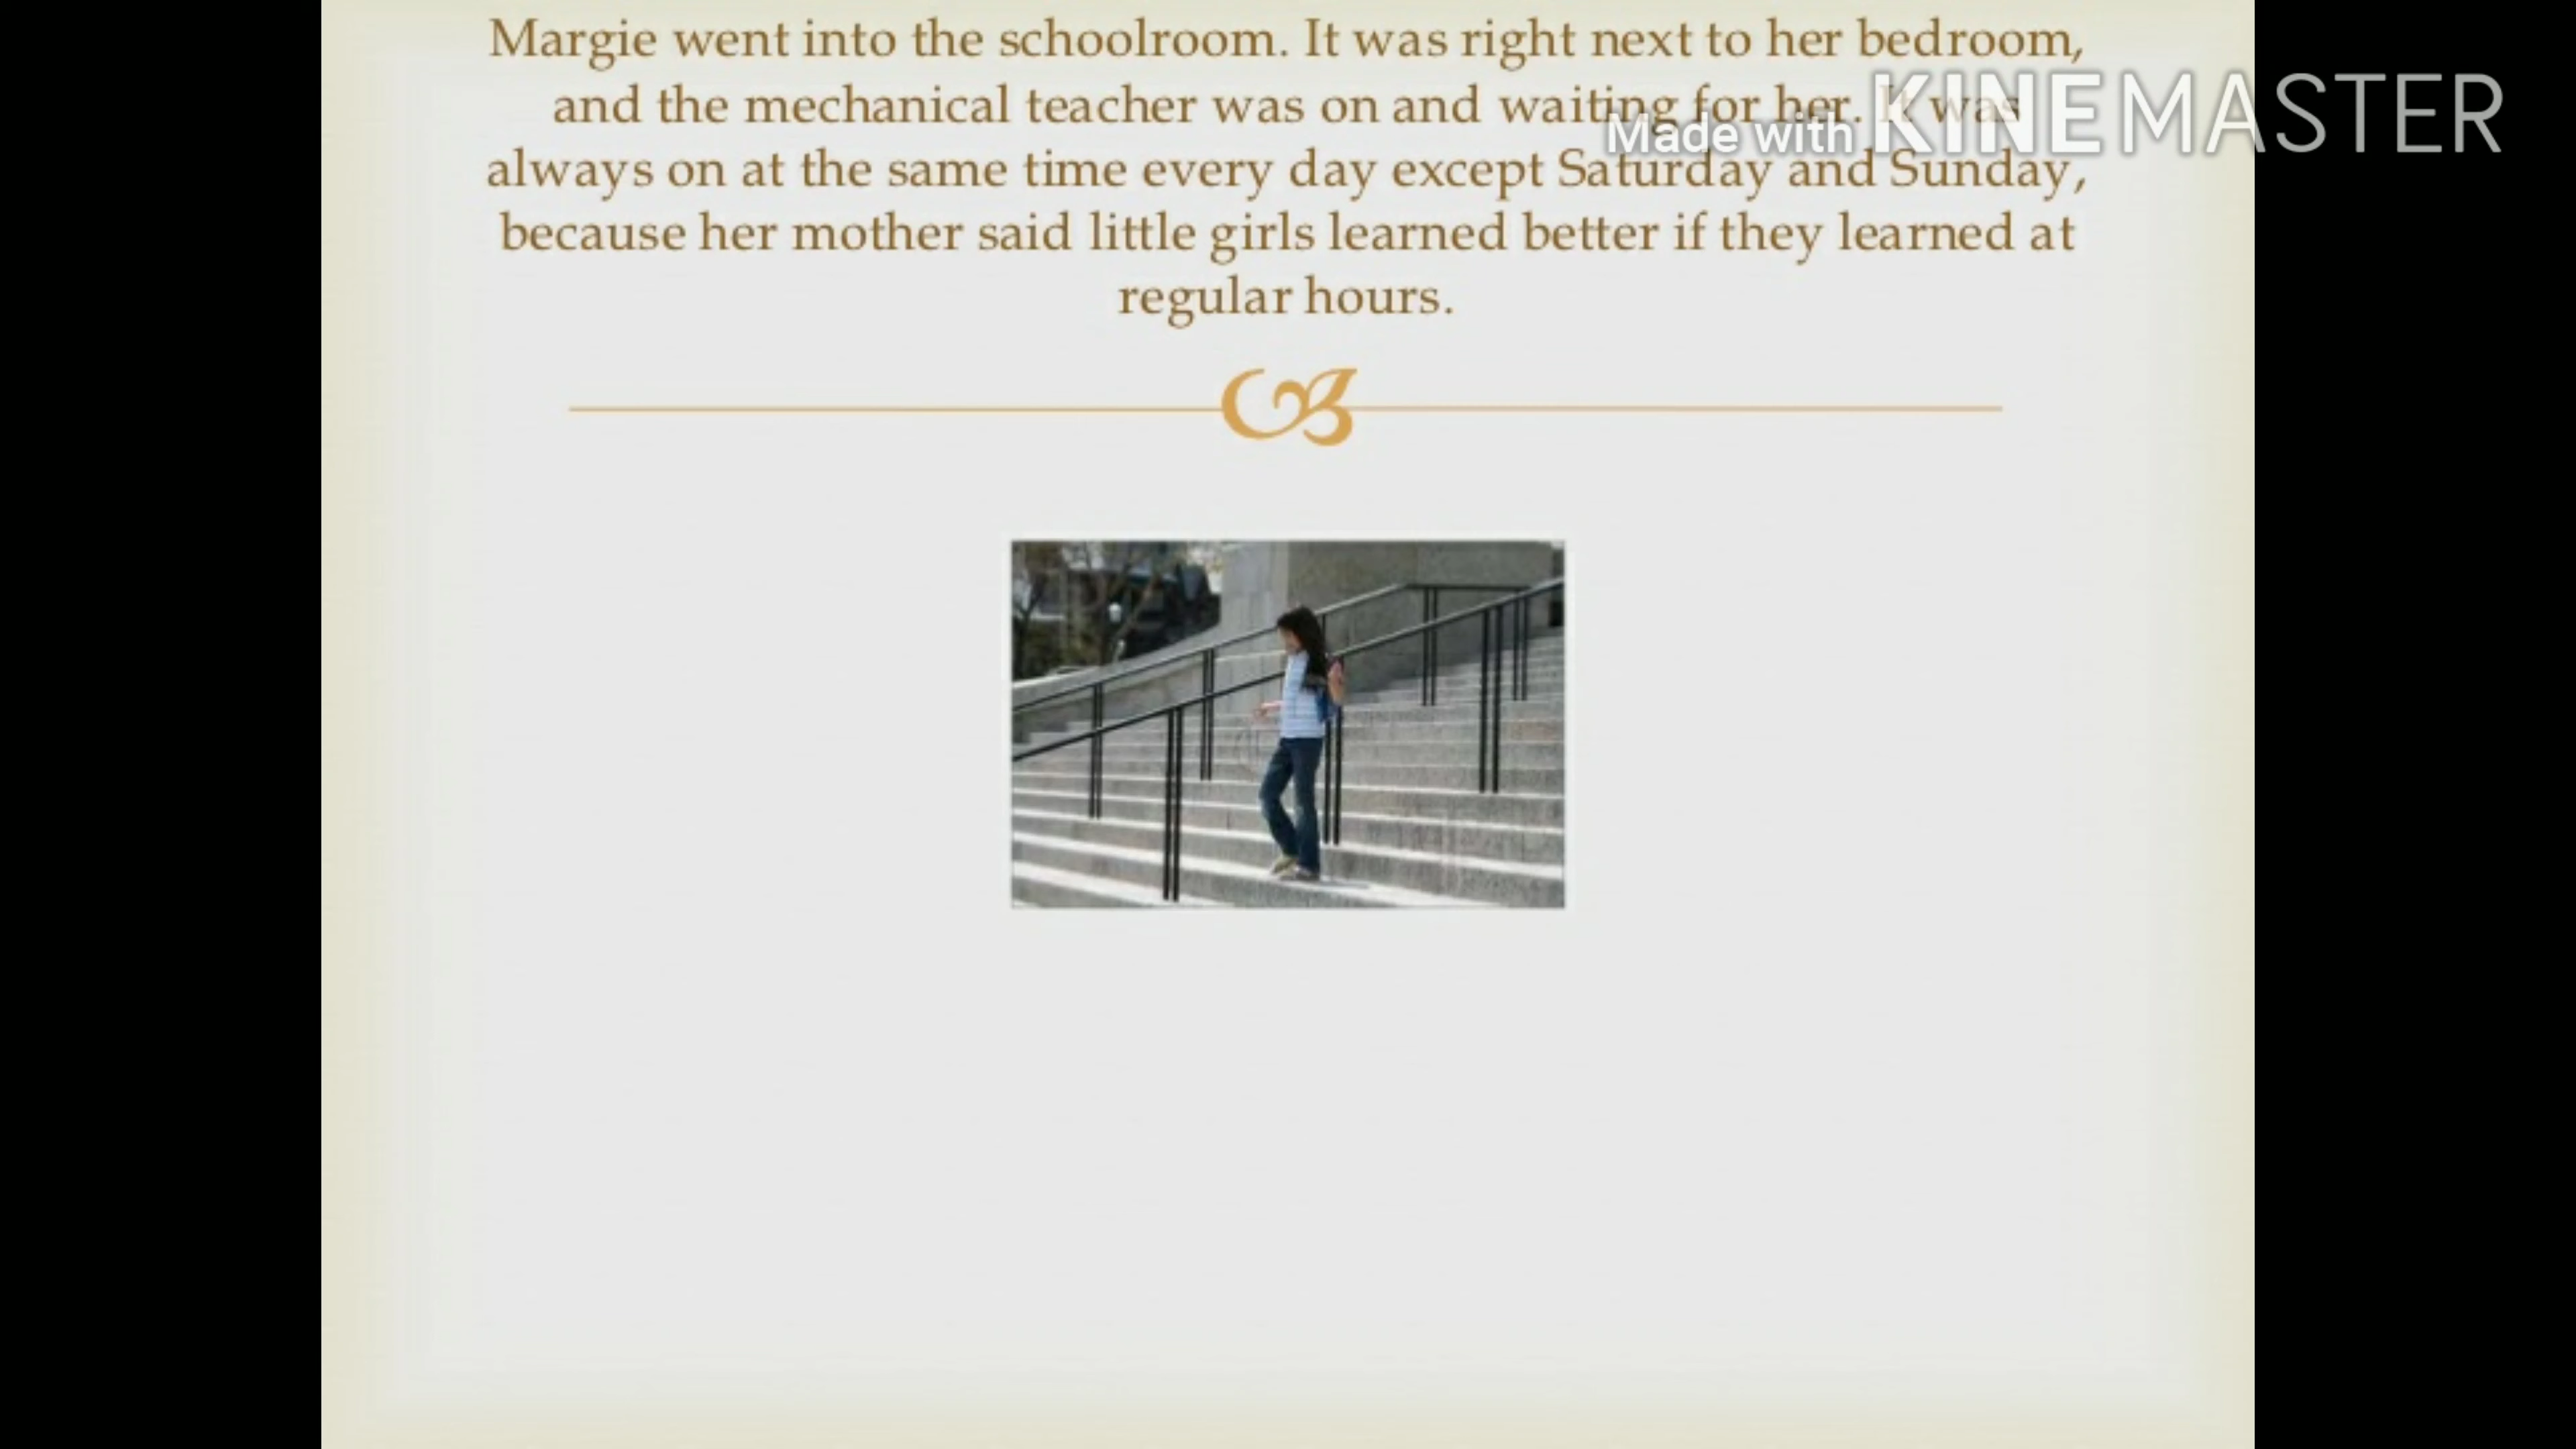 Margie went into the schoolroom. It was right next to her bedroom,
and the mechanical teacher was on and waiting for her. It was
always on at the same time every day except Saturday and Sunday,
because her mother said little girls learned better if they learned at
regular hours.
Made with KINEMASTER